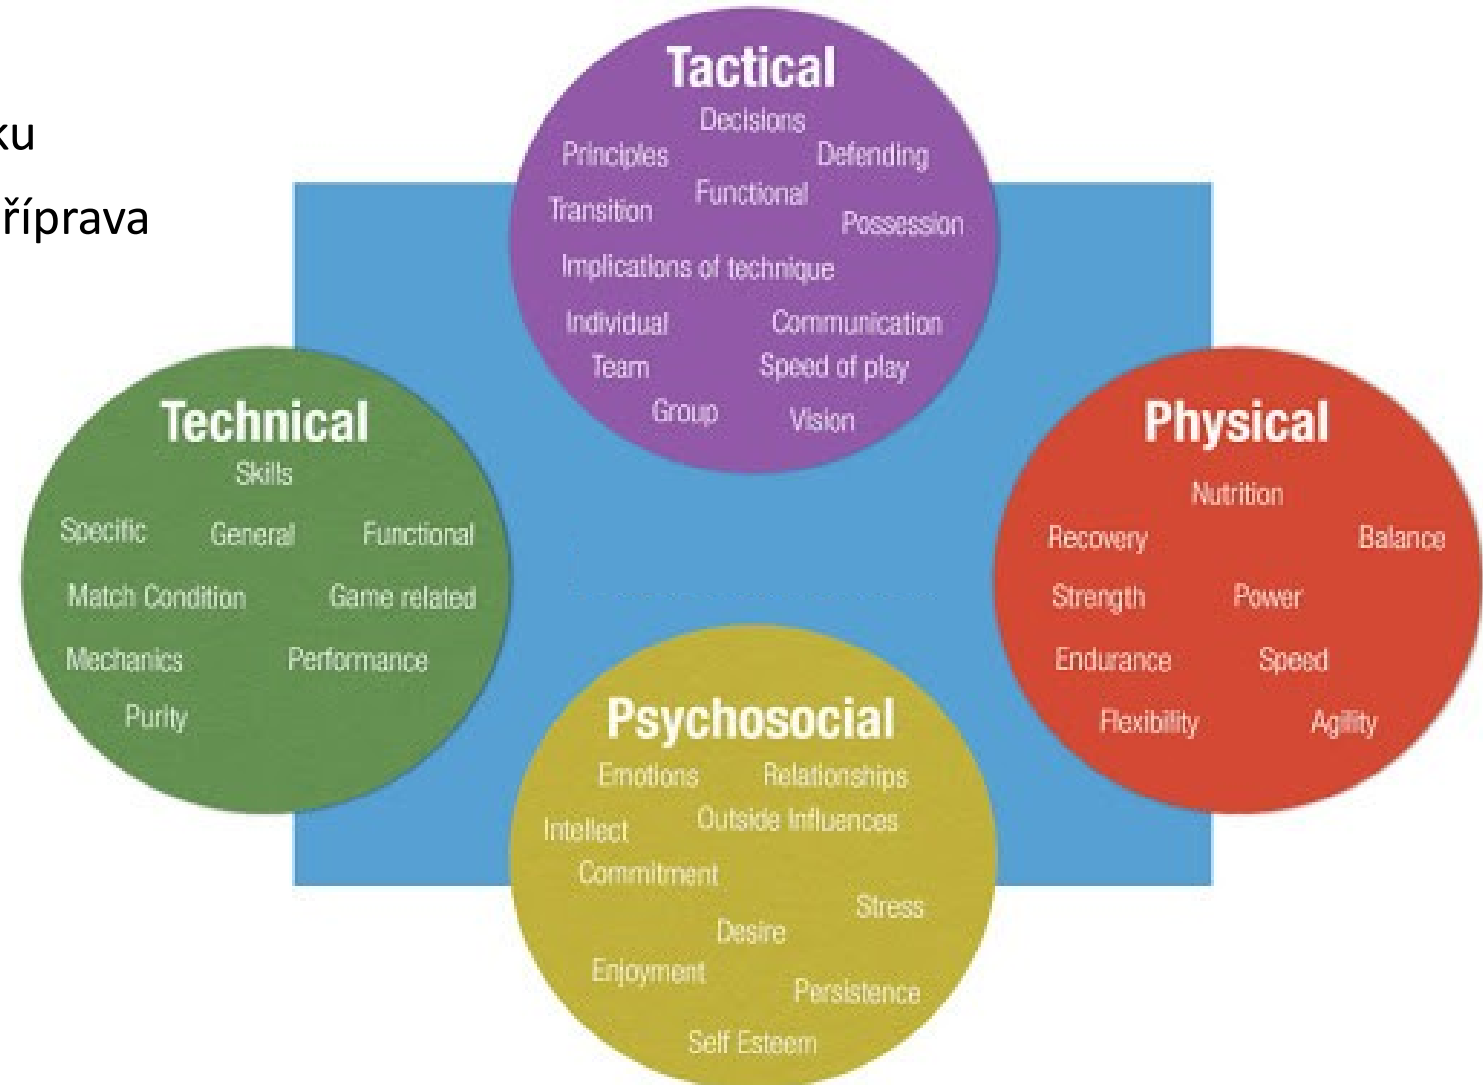 ku
říprava
Tactical
Decisions
Principles
Defending
Functional
Transition
Possession
Implications of technique
Individual
Communication
Team
Speed of play
Group
Vision
Technical
Skills
Specific
General
Functional
Match Condition
Game related
Mechanics
Performance
Purity
Physical
Nutrition
Recovery
Balance
Strength
Power
Endurance
Speed
Flexibility
Agility
Psychosocial
Emotions
Relationships
Outside Influences
Intellect
Commitment
Stress
Desire
Enjoyment
Persistence
Self Esteem